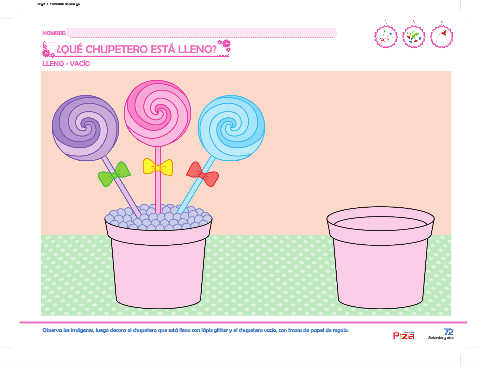 NOMBRE:
¿QUÉ CHUPETERO ESTÁ LLENO?
LLENO - VACÍO
Observa las imágenes, luego decora el chupetero que está lleno con lápiz glitter y el chupetero vacío, con trozos de papel de regalo.
72